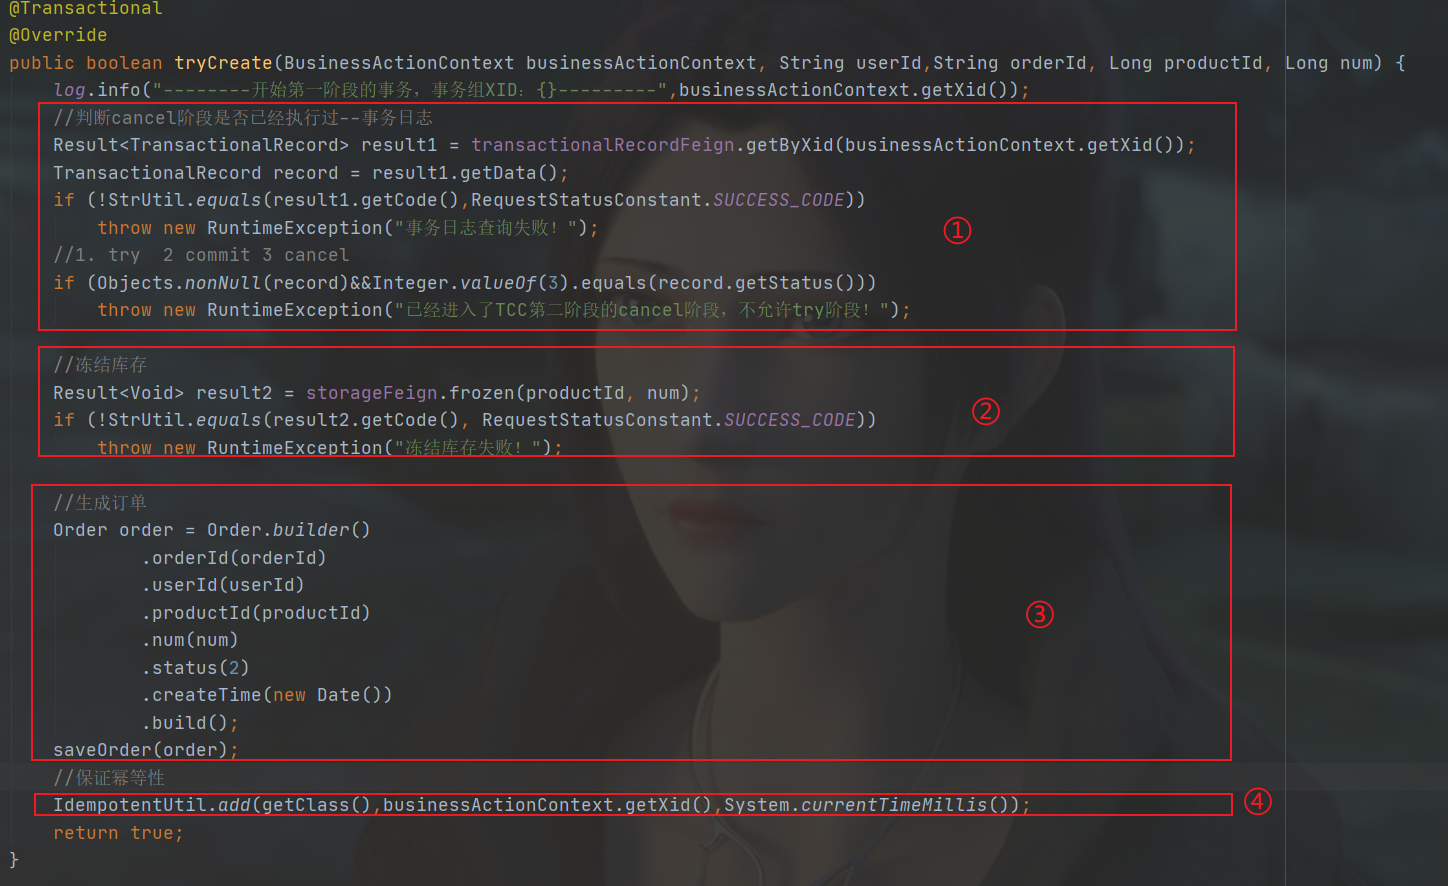 @Transactional
@Override
public boolean tryCreate(BusinessActionContext businessActionContext, String userId,String orderId, Long productId, Long num) {
log.info("--------开始第一阶段的事务，事务组XID：{}---------",businessActionContext.getXid());
//判断cancel阶段是否已经执行过--事务日志
Result<TransactionalRecord> result1 = transactionalRecordFeign.getByXid(businessActionContext.getXid());
TransactionalRecord record = result1.getData();
if (!StrUtil.equals(result1.getCode(),RequestStatusConstant.SUCCESS_CODE))
throw new RuntimeException("事务日志查询失败！");
①
//1. try  2 commit 3 cancel
if (Objects.nonNull(record)&&Integer.valueOf(3).equals(record.getStatus()))
throw new RuntimeException("已经进入了TCC第二阶段的cancel阶段，不允许try阶段！");
//冻结库存
Result<Void> result2 = storageFeign.frozen(productId, num);
②
if (!StrUtil.equals(result2.getCode(), RequestStatusConstant.SUCCESS_CODE))
throw new RuntimeException("冻结库存失败！");
//生成订单
Order order = Order.builder()
.orderId(orderId)
.userId(userId)
.productId(productId)
③
.num(num)
.status(2)
.createTime(new Date())
.build();
saveOrder(order);
//保证幂等性
IdempotentUtil.add(getClass(),businessActionContext.getXid(),System.currentTimeMillis());
④
return true;
}